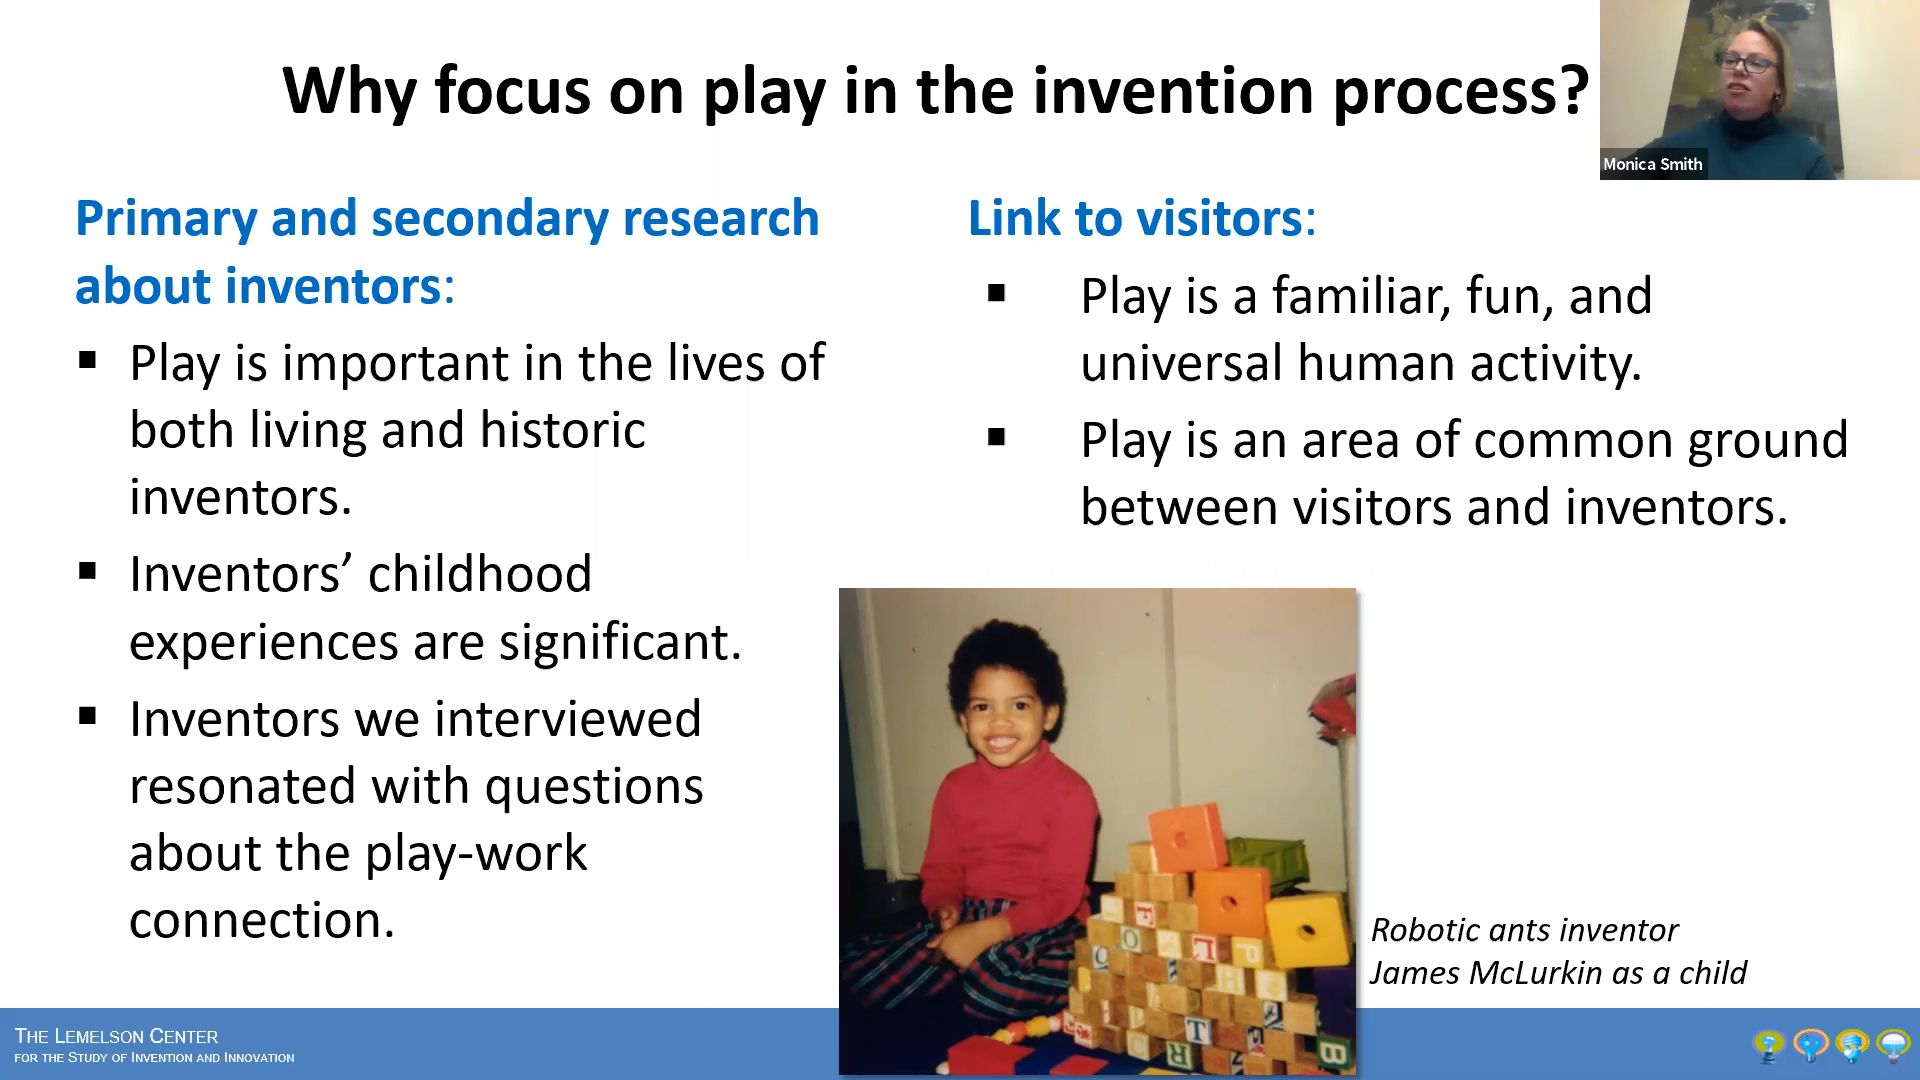 Why focus on play in the invention process?
Monica Smith
Primary and secondary research
about inventors:
▪ Play is important in the lives of
both living and historic
inventors.
▪ Inventors’ childhood
experiences are significant.
▪ Inventors we interviewed
resonated with questions
about the play-work
connection.
Link to visitors:
▪ Play is a familiar, fun, and
universal human activity.
▪ Play is an area of common ground
between visitors and inventors.
Robotic ants inventor
James McLurkin as a child
THE LEMELSON CENTER
FOR THE STUDY OF INVENTION AND INNOVATION